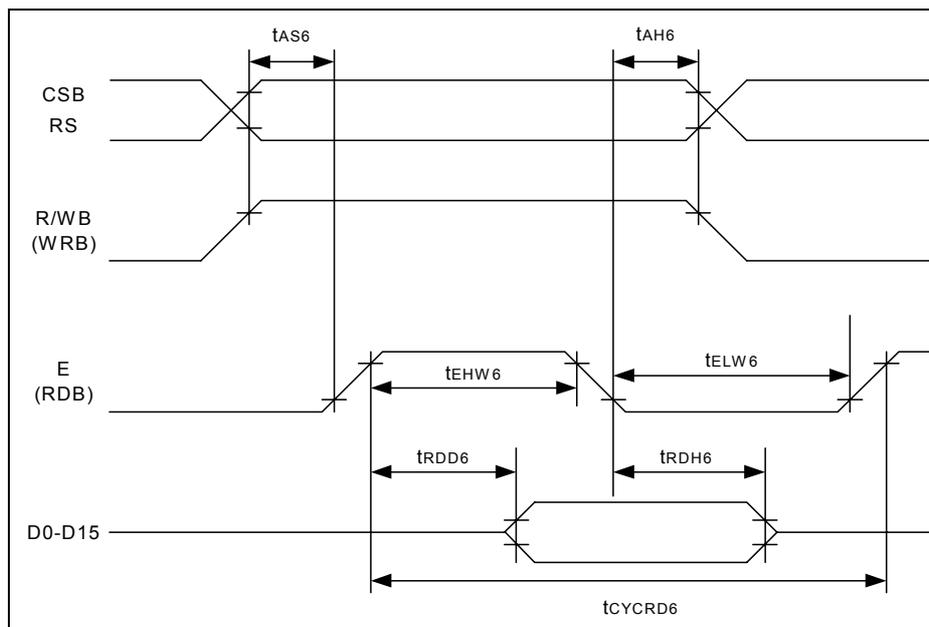 tAS6
tAH6
CSB
RS
R/WB
(WRB)
E
(RDB)
tEHW6
tELW6
tRDD6
tRDH6
D0-D15
tCYCRD6